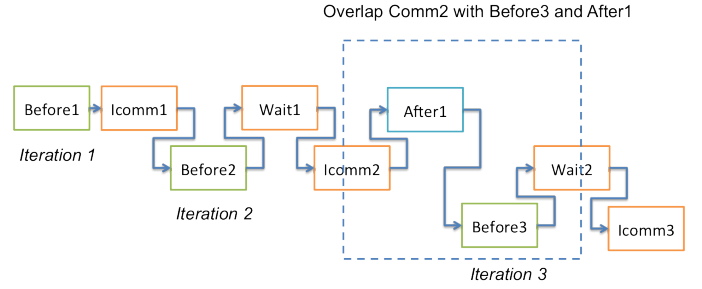 Overlap Comm2 with Before3 and After1
Before1
Icomm1
Wait1
After1
Iteration 1
Before2
Icomm2
Wait2
Iteration 2
Before3
Icomm3
Iteration 3